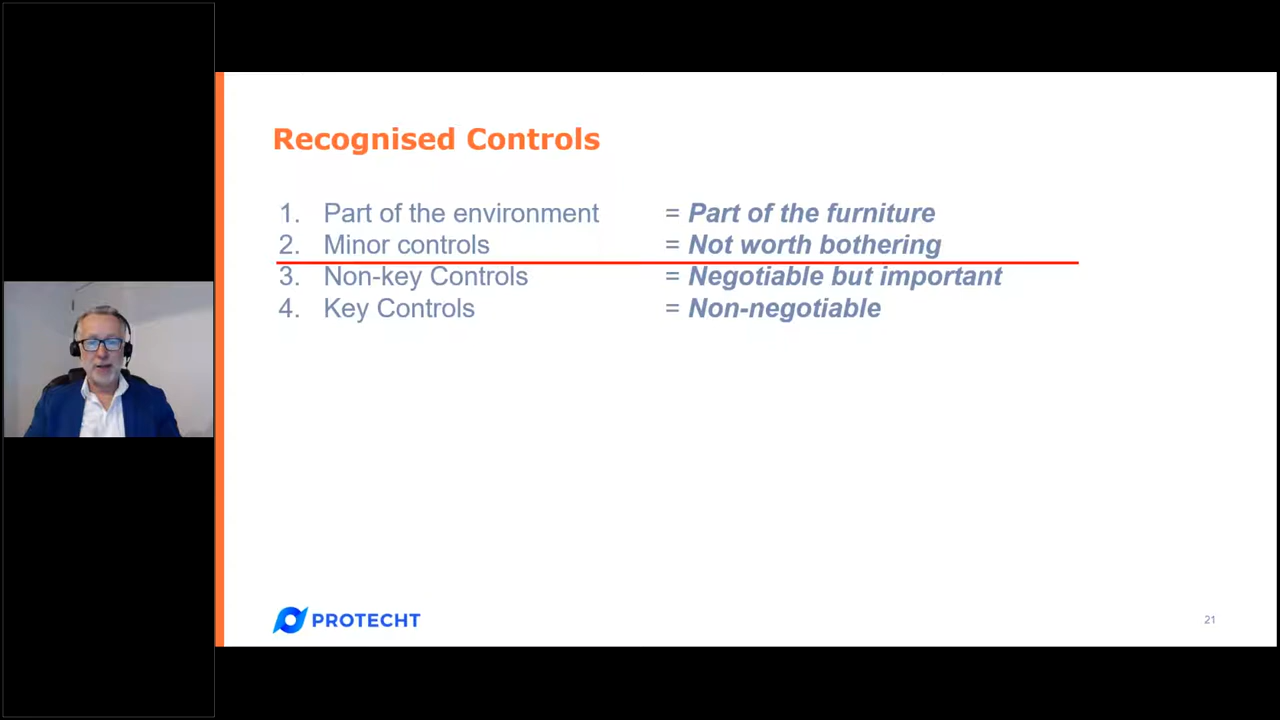 Recognised Controls
1. Part of the environment = Part of the furniture
2. Minor controls = Not worth bothering
3. Non-key Controls = Negotiable but important
4. Key Controls = Non-negotiable
PROTECHT
21